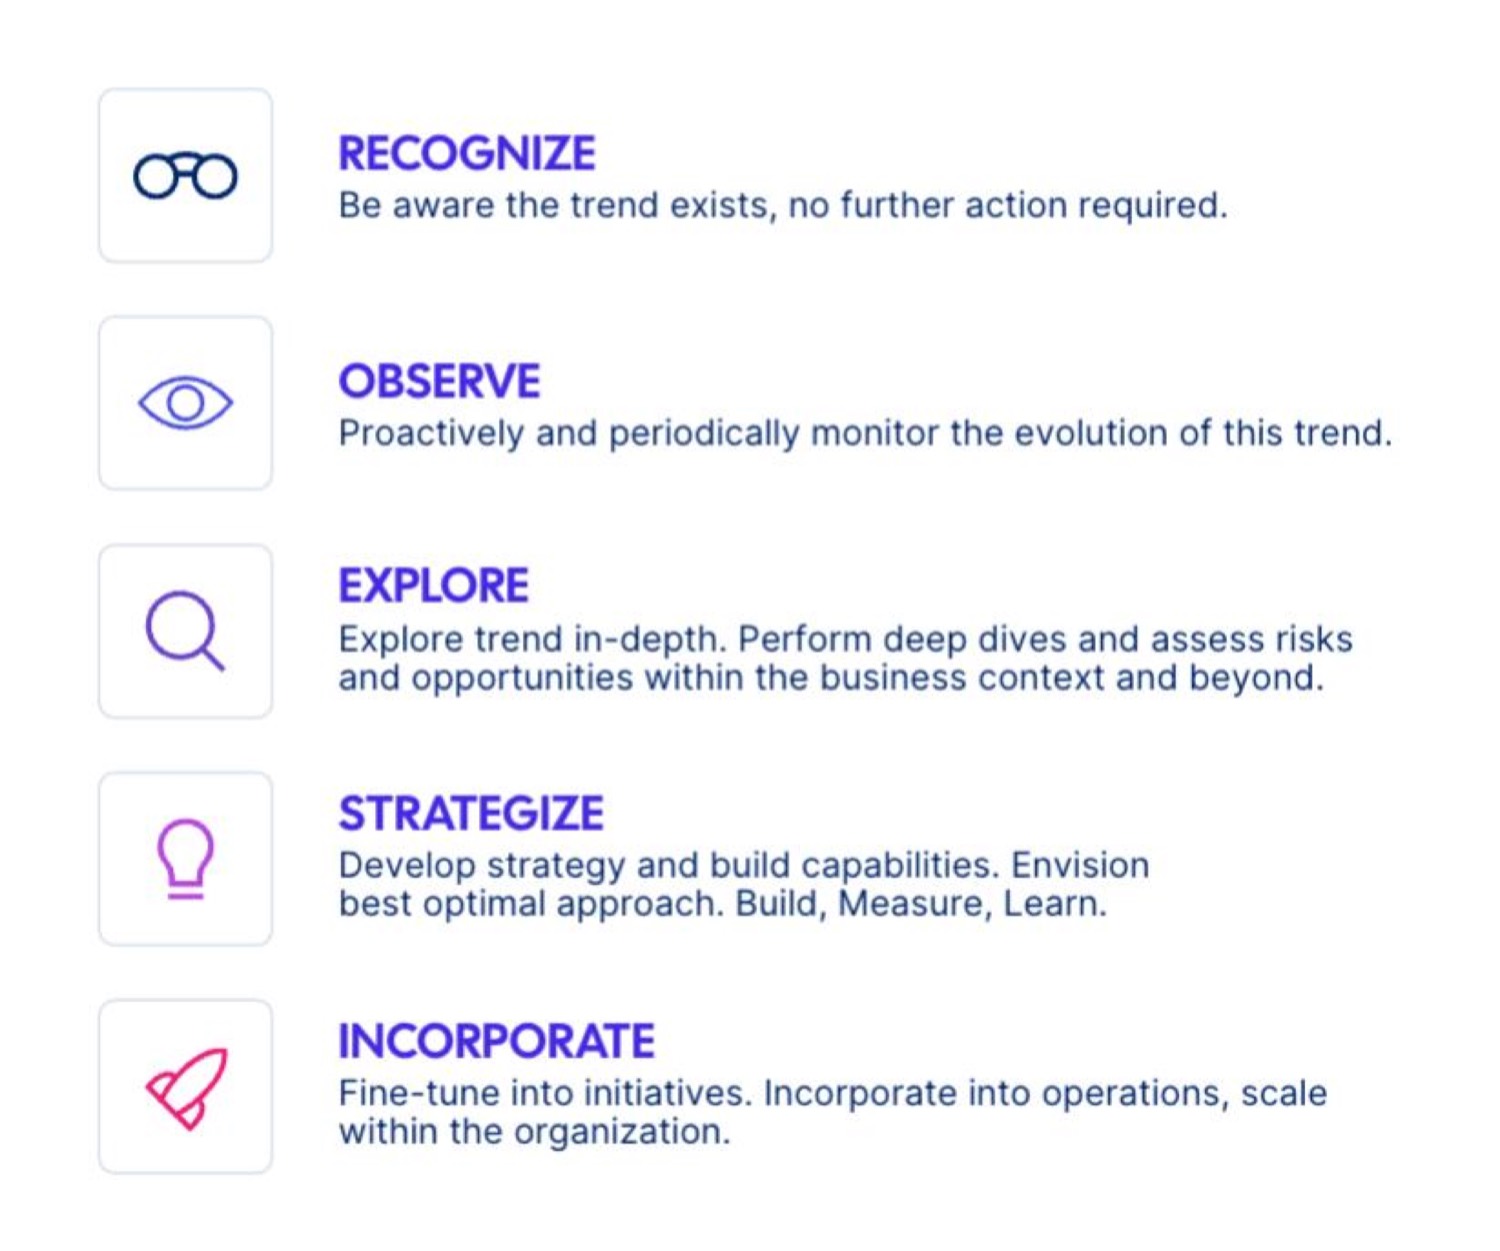 RECOGNIZE
Be aware the trend exists, no further action required.
OBSERVE
Proactively and periodically monitor the evolution of this trend.
EXPLORE
Explore trend in-depth. Perform deep dives and assess risks
and opportunities within the business context and beyond.
STRATEGIZE
Develop strategy and build capabilities. Envision
best optimal approach. Build, Measure, Learn.
INCORPORATE
Fine-tune into initiatives. Incorporate into operations, scale
within the organization.